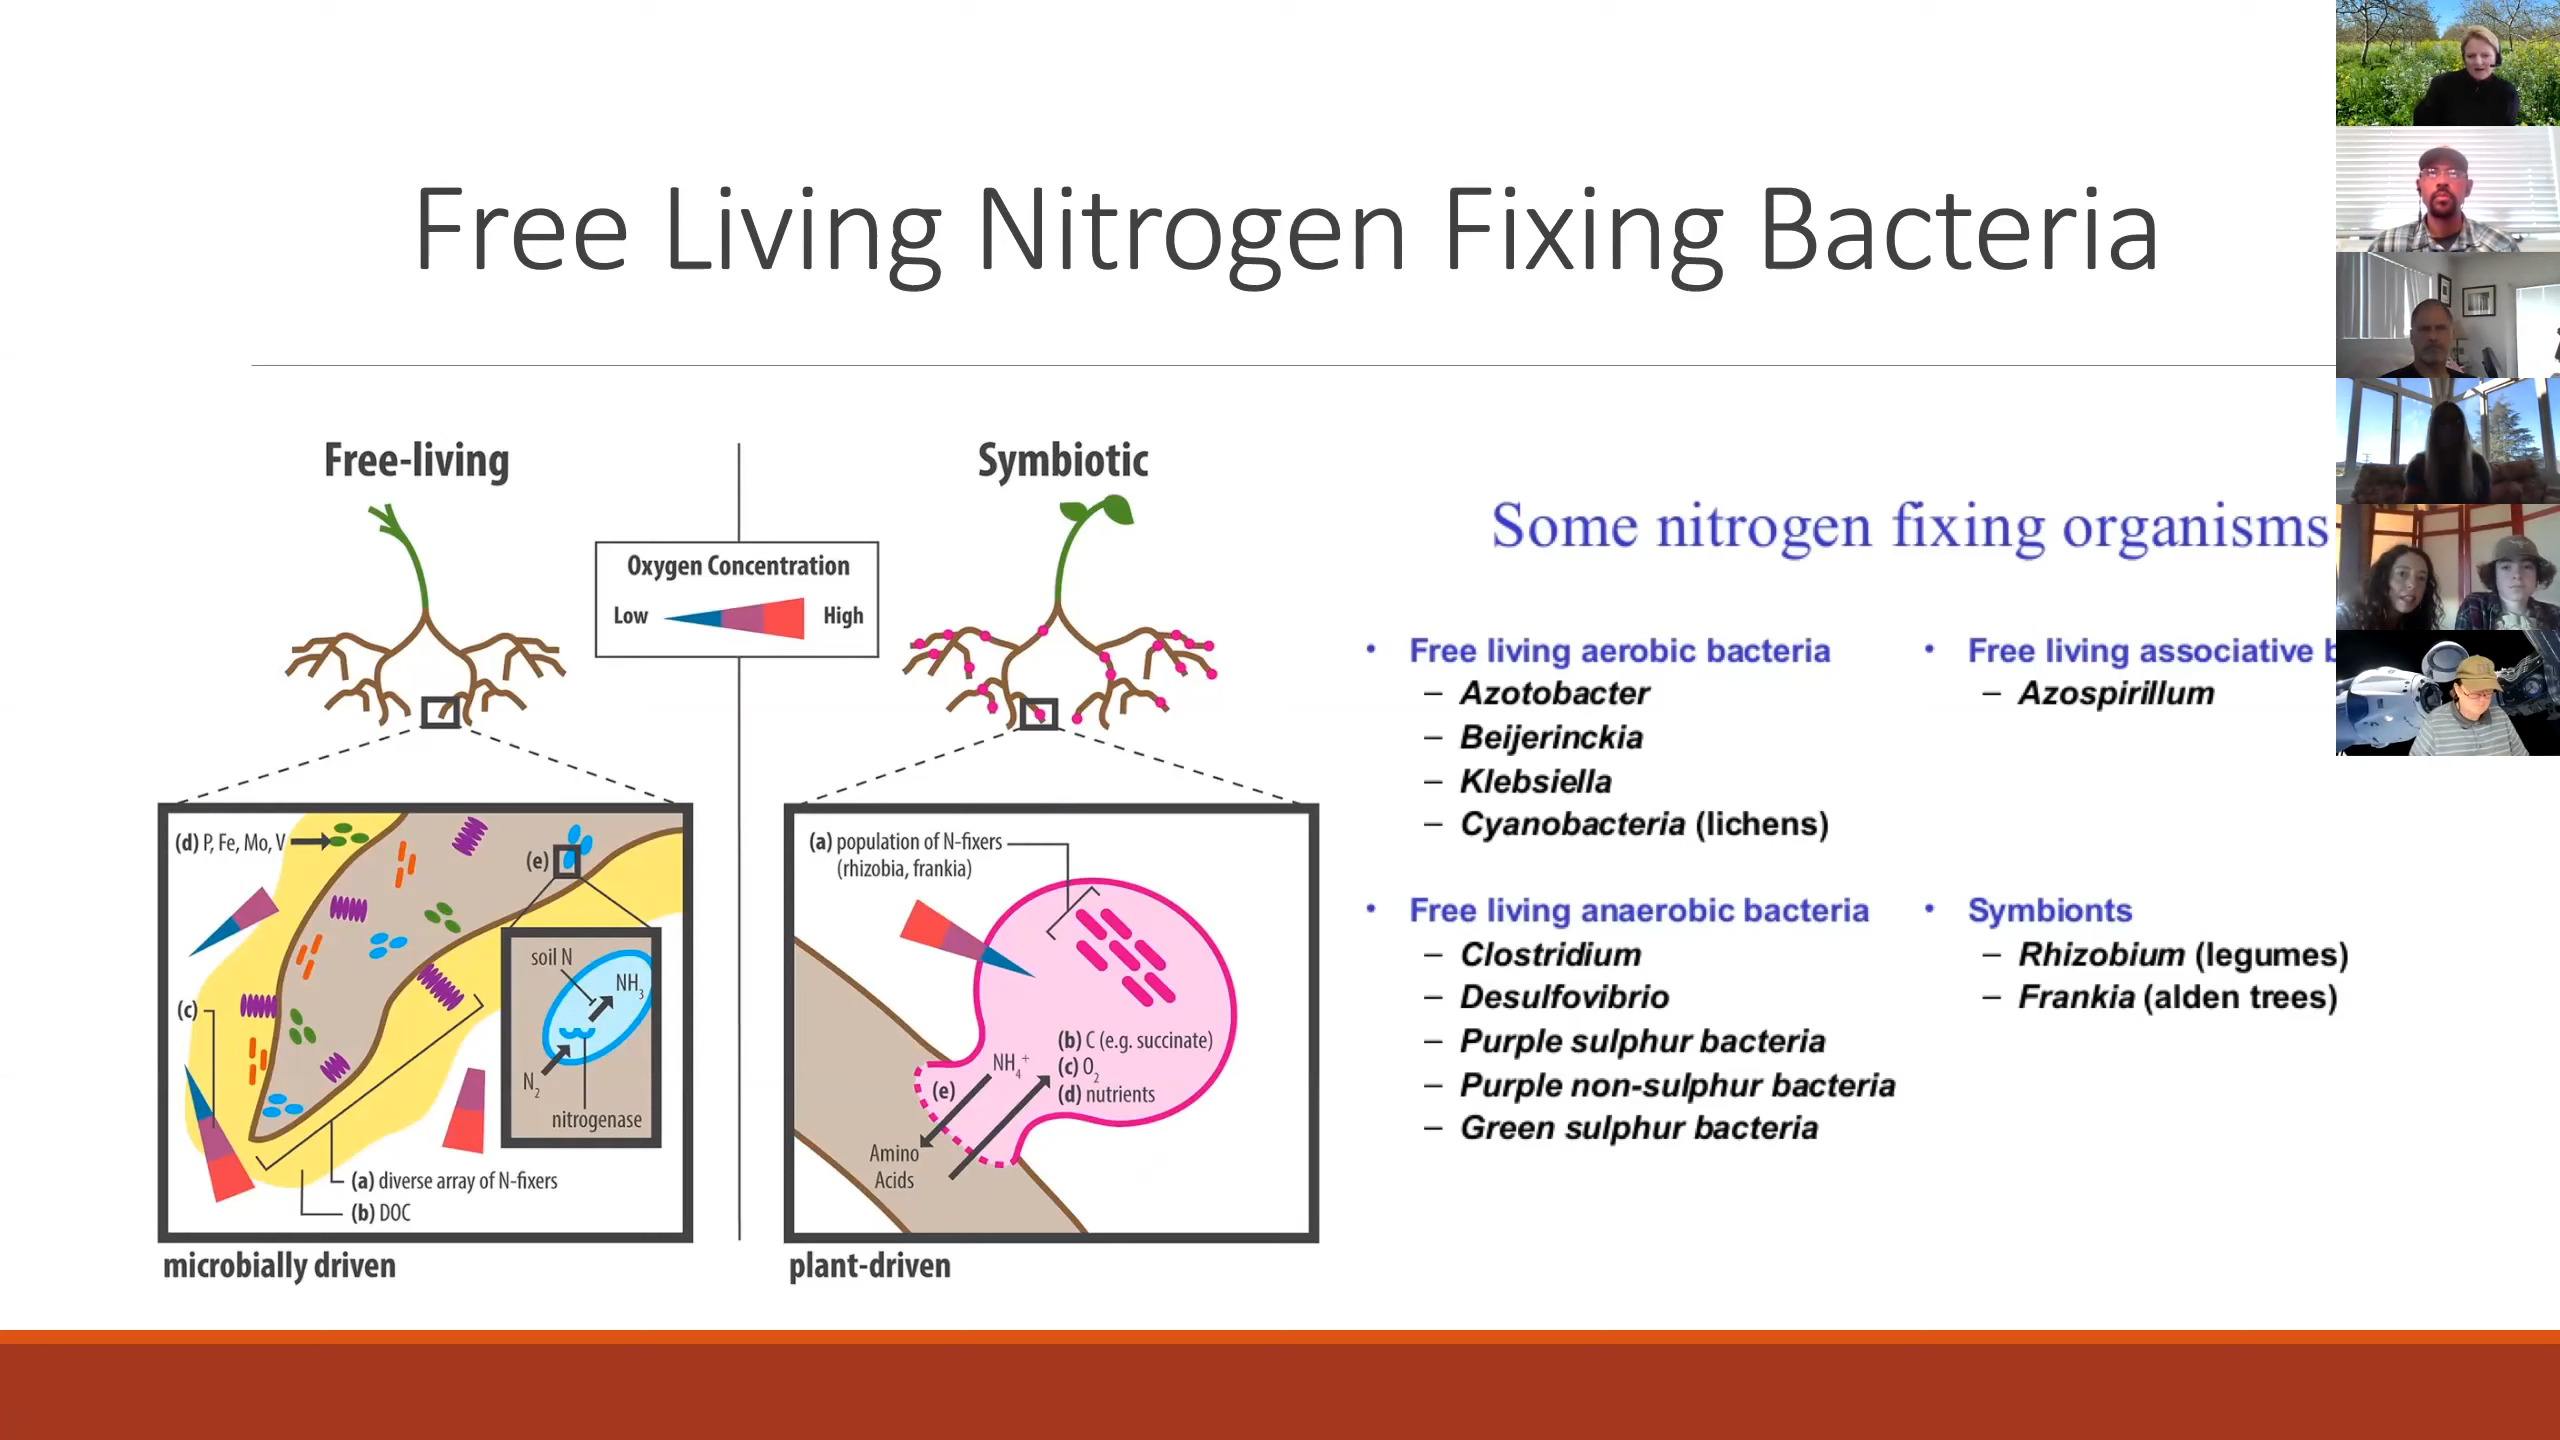 Free Living Nitrogen Fixing Bacteria
Free-living
Symbiotic
Oxygen Concentration
Low
High
(d) P, Fe, Mo, V
(e)
soil N
NH3
N2
nitrogenase
(c)
(a) diverse array of N-fixers
(b) DOC
microbially driven
(a) population of N-fixers
(rhizobia, frankia)
(b) C (e.g. succinate)
(c) O2
(d) nutrients
NH4+
(e)
Amino
Acids
plant-driven
Some nitrogen fixing organisms
• Free living aerobic bacteria
– Azotobacter
– Beijerinckia
– Klebsiella
– Cyanobacteria (lichens)
• Free living anaerobic bacteria
– Clostridium
– Desulfovibrio
– Purple sulphur bacteria
– Purple non-sulphur bacteria
– Green sulphur bacteria
• Free living associative
– Azospirillum
• Symbionts
– Rhizobium (legumes)
– Frankia (alden trees)